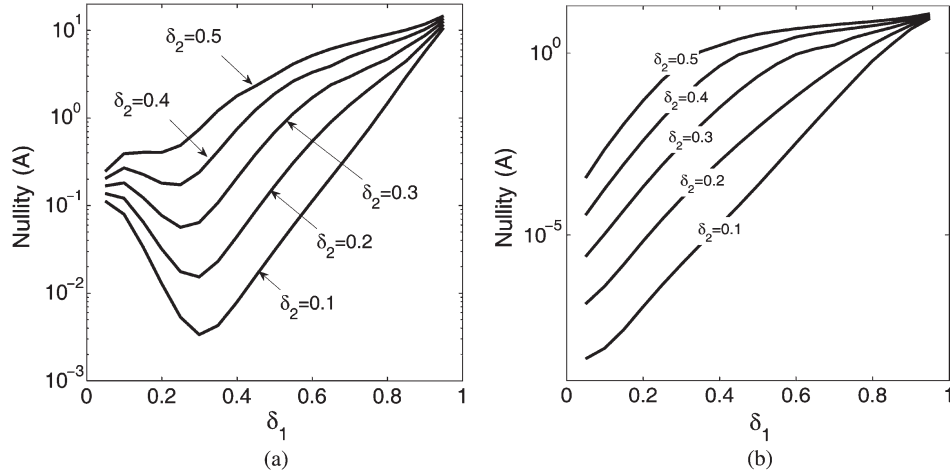 10¹
10⁰
10⁻¹
10⁻²
10⁻³
Nullity (A)
δ₂=0.5
δ₂=0.4
δ₂=0.3
δ₂=0.2
δ₂=0.1
0 0.2 0.4 0.6 0.8 1
δ₁
(a)
10⁰
10⁻⁵
Nullity (A)
δ₂=0.5
δ₂=0.4
δ₂=0.3
δ₂=0.2
δ₂=0.1
0 0.2 0.4 0.6 0.8 1
δ₁
(b)